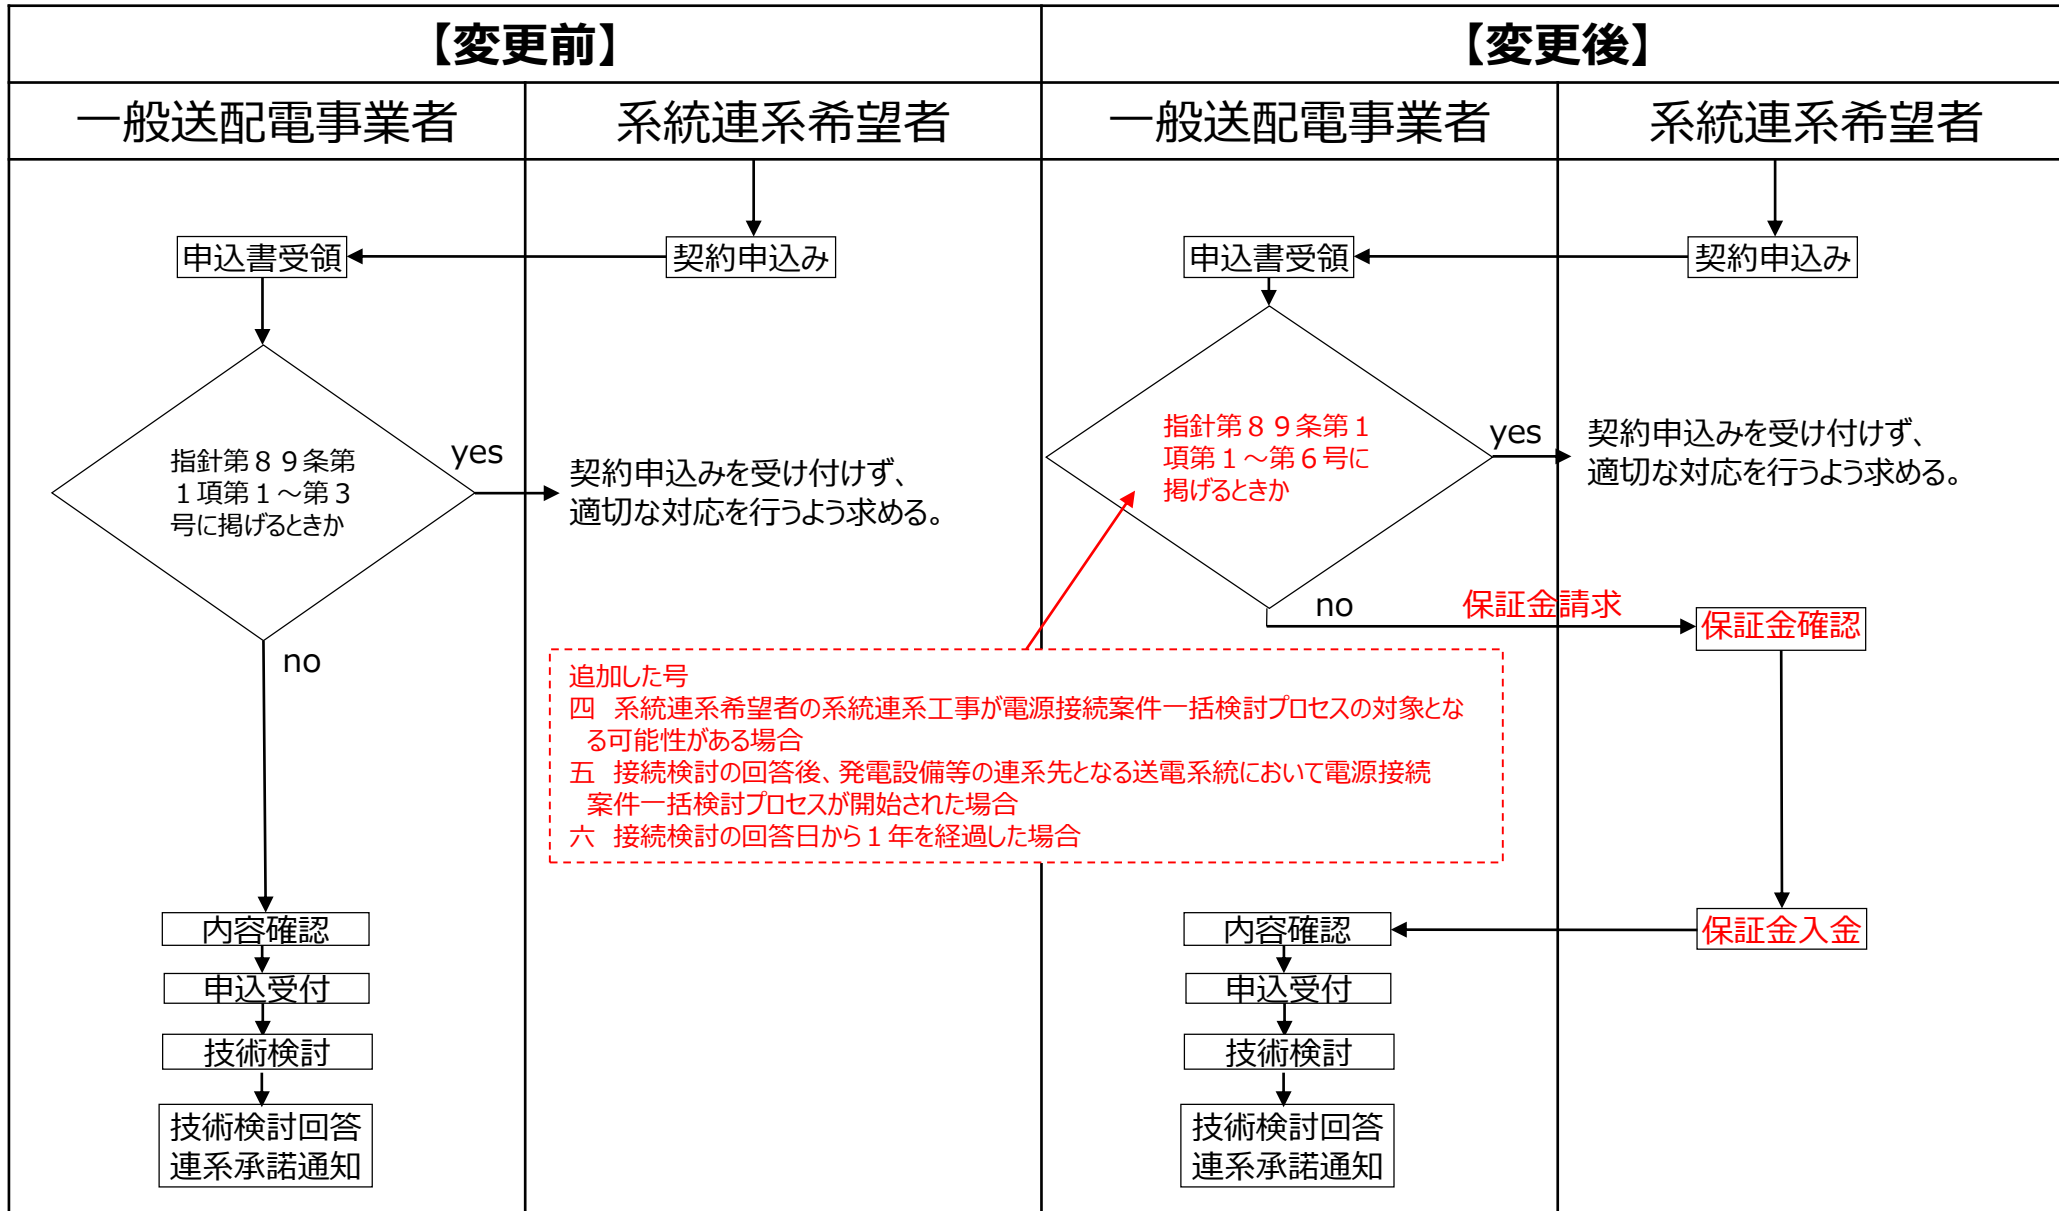 【変更前】
【変更後】
一般送配電事業者
系統連系希望者
一般送配電事業者
系統連系希望者
申込書受領
契約申込み
指針第８９条第
１項第１～第３
号に掲げるときか
yes
契約申込みを受け付けず、
適切な対応を行うよう求める。
no
内容確認
申込受付
技術検討
技術検討回答
連系承諾通知
申込書受領
契約申込み
指針第８９条第１
項第１～第６号に
掲げるときか
yes
契約申込みを受け付けず、
適切な対応を行うよう求める。
no
保証金請求
保証金確認
追加した号
四　系統連系希望者の系統連系工事が電源接続案件一括検討プロセスの対象とな
る可能性がある場合
五　接続検討の回答後、発電設備等の連系先となる送電系統において電源接続
案件一括検討プロセスが開始された場合
六　接続検討の回答日から１年を経過した場合
保証金入金
内容確認
申込受付
技術検討
技術検討回答
連系承諾通知